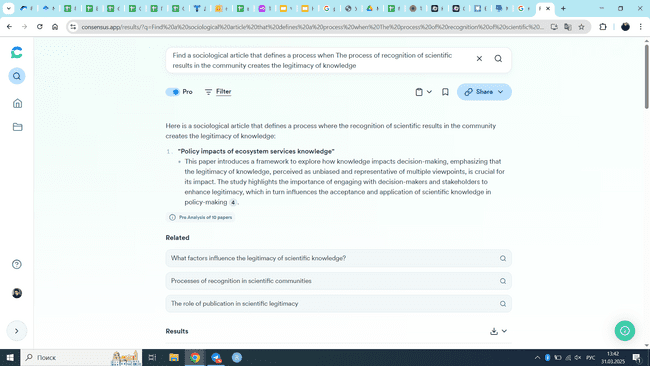 consensus.app/results/?q=Find%20a%20sociological%20article%20that%20defines%20a%20process%20when%20The%20process%20of%20recognition%20of%20scientific%20...
Find a sociological article that defines a process when The process of recognition of scientific
results in the community creates the legitimacy of knowledge
Pro
Filter
Share
Here is a sociological article that defines a process where the recognition of scientific results in the community
creates the legitimacy of knowledge:
1. "Policy impacts of ecosystem services knowledge"
• This paper introduces a framework to explore how knowledge impacts decision-making, emphasizing that
the legitimacy of knowledge, perceived as unbiased and representative of multiple viewpoints, is crucial for
its impact. The study highlights the importance of engaging with decision-makers and stakeholders to
enhance legitimacy, which in turn influences the acceptance and application of scientific knowledge in
policy-making 4 .
Pro Analysis of 10 papers
Related
What factors influence the legitimacy of scientific knowledge?
Processes of recognition in scientific communities
The role of publication in scientific legitimacy
Results
Поиск
РУС
13:42
31.03.2025